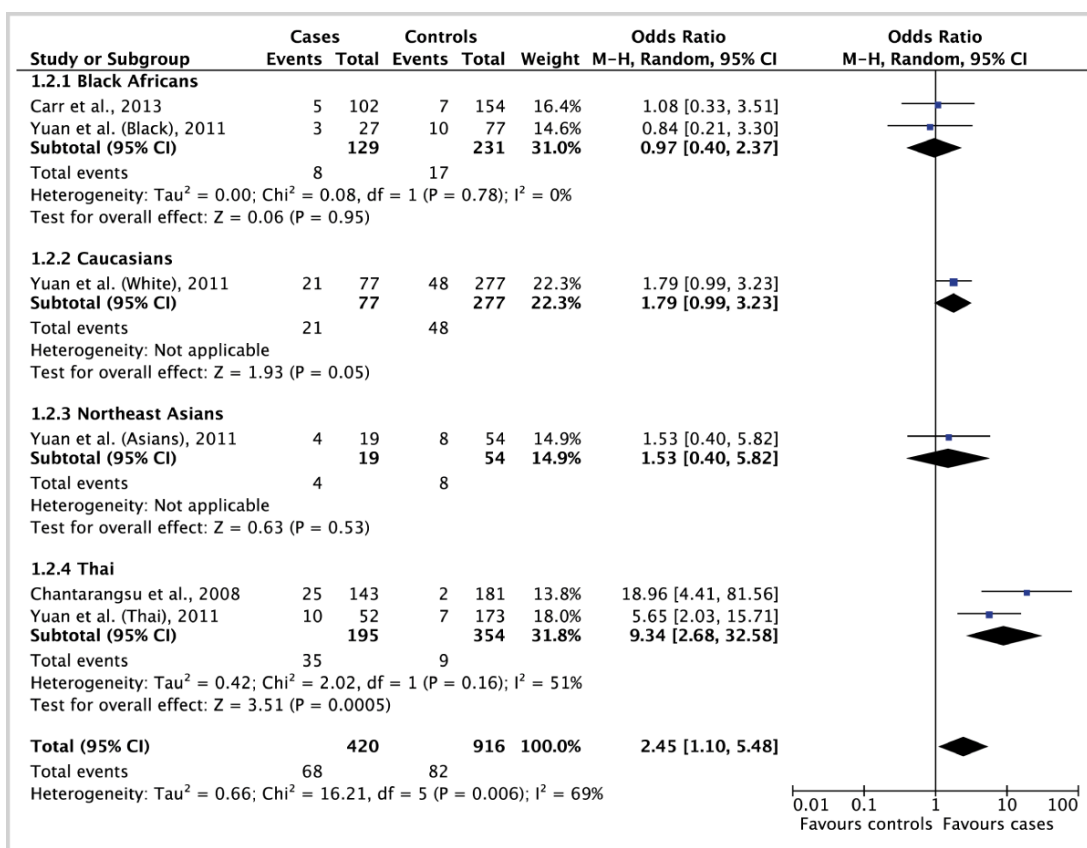 Cases Controls Odds Ratio Odds Ratio
Study or Subgroup Events Total Events Total Weight M-H, Random, 95% CI M-H, Random, 95% CI
1.2.1 Black Africans
Carr et al., 2013 5 102 7 154 16.4% 1.08 [0.33, 3.51]
Yuan et al. (Black), 2011 3 27 10 77 14.6% 0.84 [0.21, 3.30]
Subtotal (95% CI) 129 231 31.0% 0.97 [0.40, 2.37]
Total events 8 17
Heterogeneity: Tau² = 0.00; Chi² = 0.08, df = 1 (P = 0.78); I² = 0%
Test for overall effect: Z = 0.06 (P = 0.95)
1.2.2 Caucasians
Yuan et al. (White), 2011 21 77 48 277 22.3% 1.79 [0.99, 3.23]
Subtotal (95% CI) 77 277 22.3% 1.79 [0.99, 3.23]
Total events 21 48
Heterogeneity: Not applicable
Test for overall effect: Z = 1.93 (P = 0.05)
1.2.3 Northeast Asians
Yuan et al. (Asians), 2011 4 19 8 54 14.9% 1.53 [0.40, 5.82]
Subtotal (95% CI) 19 54 14.9% 1.53 [0.40, 5.82]
Total events 4 8
Heterogeneity: Not applicable
Test for overall effect: Z = 0.63 (P = 0.53)
1.2.4 Thai
Chantarangsu et al., 2008 25 143 2 181 13.8% 18.96 [4.41, 81.56]
Yuan et al. (Thai), 2011 10 52 7 173 18.0% 5.65 [2.03, 15.71]
Subtotal (95% CI) 195 354 31.8% 9.34 [2.68, 32.58]
Total events 35 9
Heterogeneity: Tau² = 0.42; Chi² = 2.02, df = 1 (P = 0.16); I² = 51%
Test for overall effect: Z = 3.51 (P = 0.0005)
Total (95% CI) 420 916 100.0% 2.45 [1.10, 5.48]
Total events 68 82
Heterogeneity: Tau² = 0.66; Chi² = 16.21, df = 5 (P = 0.006); I² = 69%
0.01 0.1 1 10 100
Favours controls Favours cases